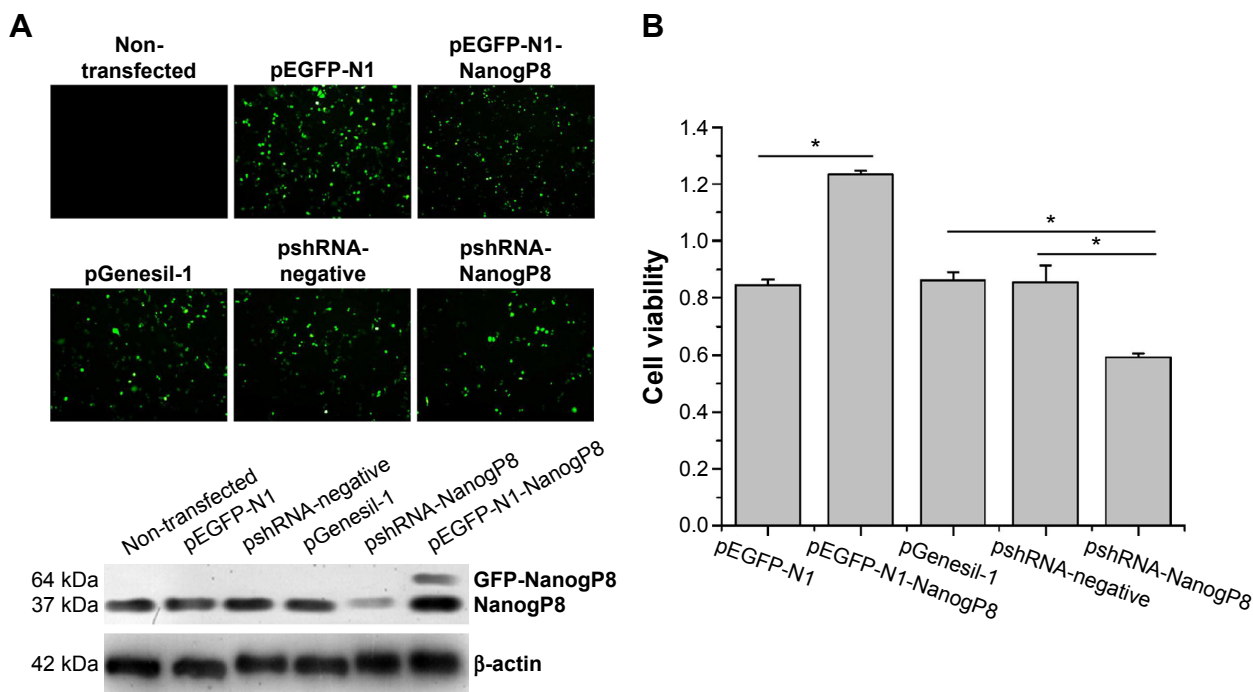 A
Non-
transfected
pEGFP-N1
pEGFP-N1-
NanogP8
pGenesil-1
pshRNA-
negative
pshRNA-
NanogP8
Non-transfected
pEGFP-N1
pshRNA-negative
pGenesil-1
pshRNA-NanogP8
pEGFP-N1-NanogP8
64 kDa
GFP-NanogP8
37 kDa
NanogP8
42 kDa
β-actin
B
Cell viability
1.4
1.2
1.0
0.8
0.6
0.4
0.2
0.0
*
*
*
pEGFP-N1
pEGFP-N1-NanogP8
pGenesil-1
pshRNA-negative
pshRNA-NanogP8